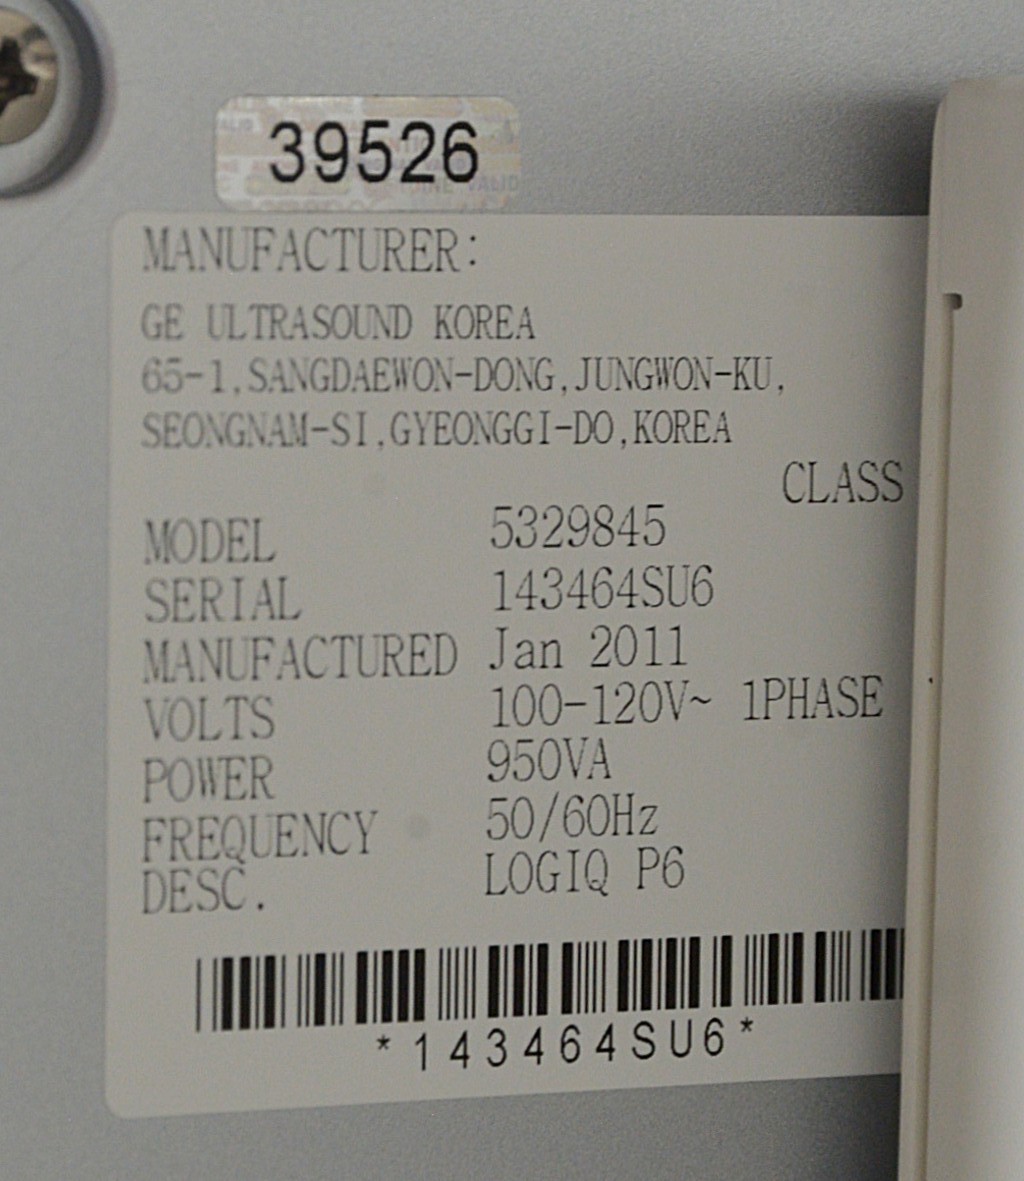 39526
MANUFACTURER:
GE ULTRASOUND KOREA
65-1,SANGDAEWON-DONG,JUNGWON-KU,
SEONGNAM-SI,GYEONGGI-DO,KOREA
CLASS
MODEL 5329845
SERIAL 143464SU6
MANUFACTURED Jan 2011
VOLTS 100-120V~ 1PHASE
POWER 950VA
FREQUENCY 50/60Hz
DESC. LOGIQ P6
*143464SU6*